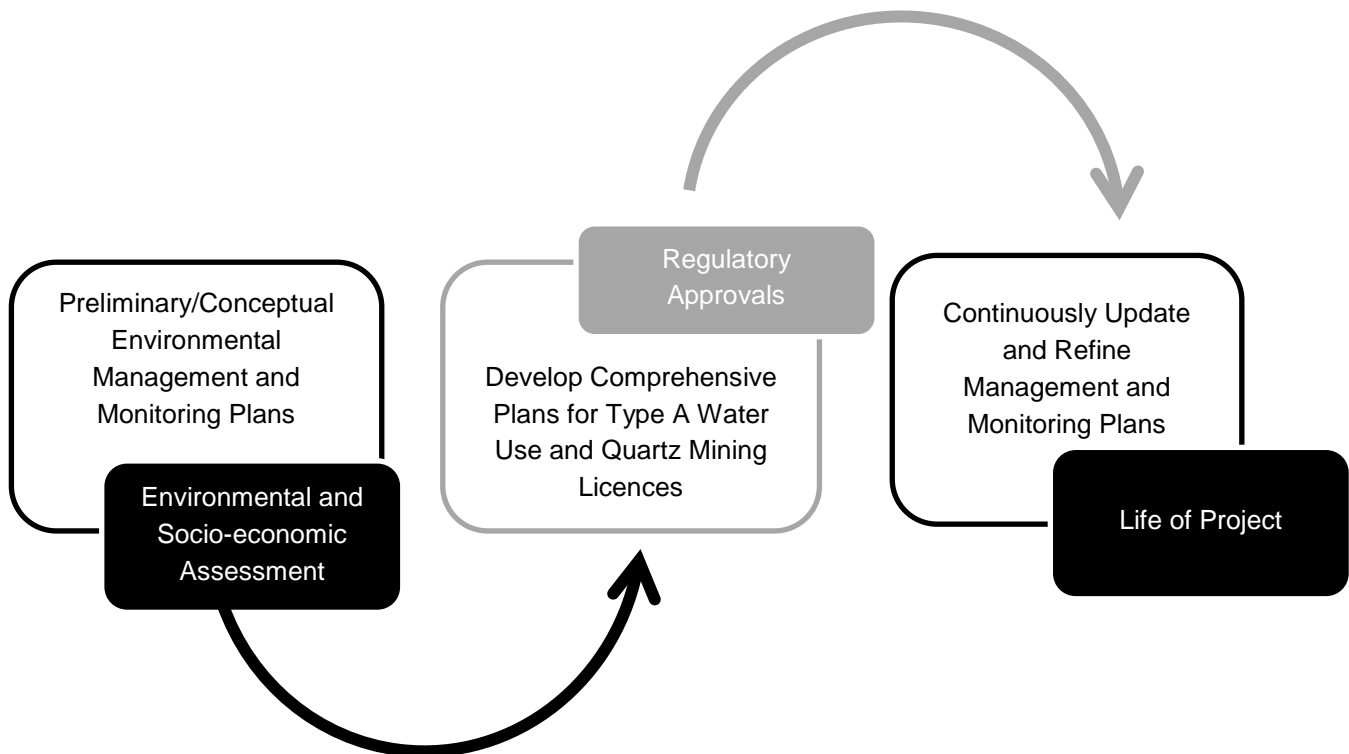 Preliminary/Conceptual
Environmental
Management and
Monitoring Plans
Environmental and
Socio-economic
Assessment
Regulatory
Approvals
Develop Comprehensive
Plans for Type A Water
Use and Quartz Mining
Licences
Continuously Update
and Refine
Management and
Monitoring Plans
Life of Project